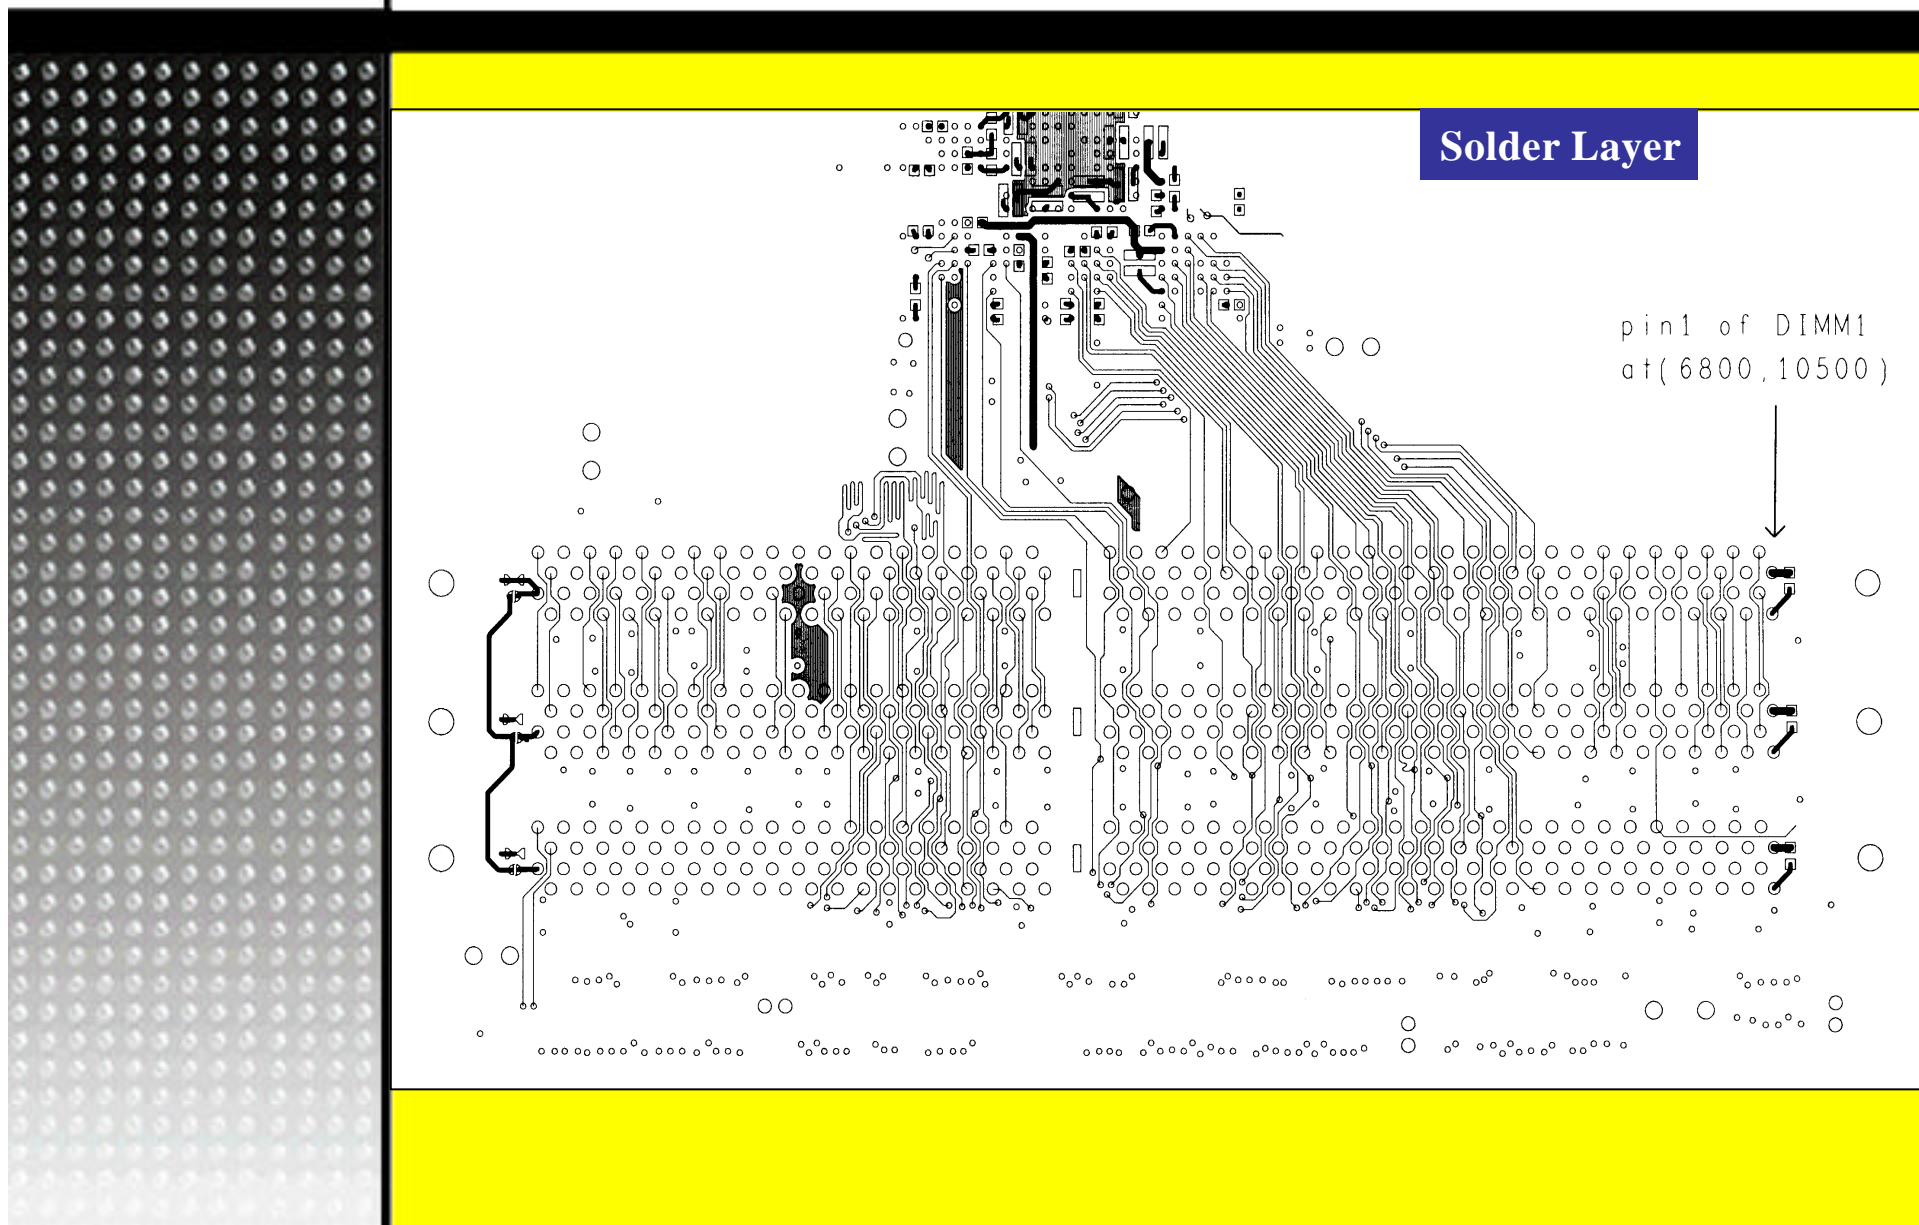 Solder Layer
pin1 of DIMM1
at(6800,10500)